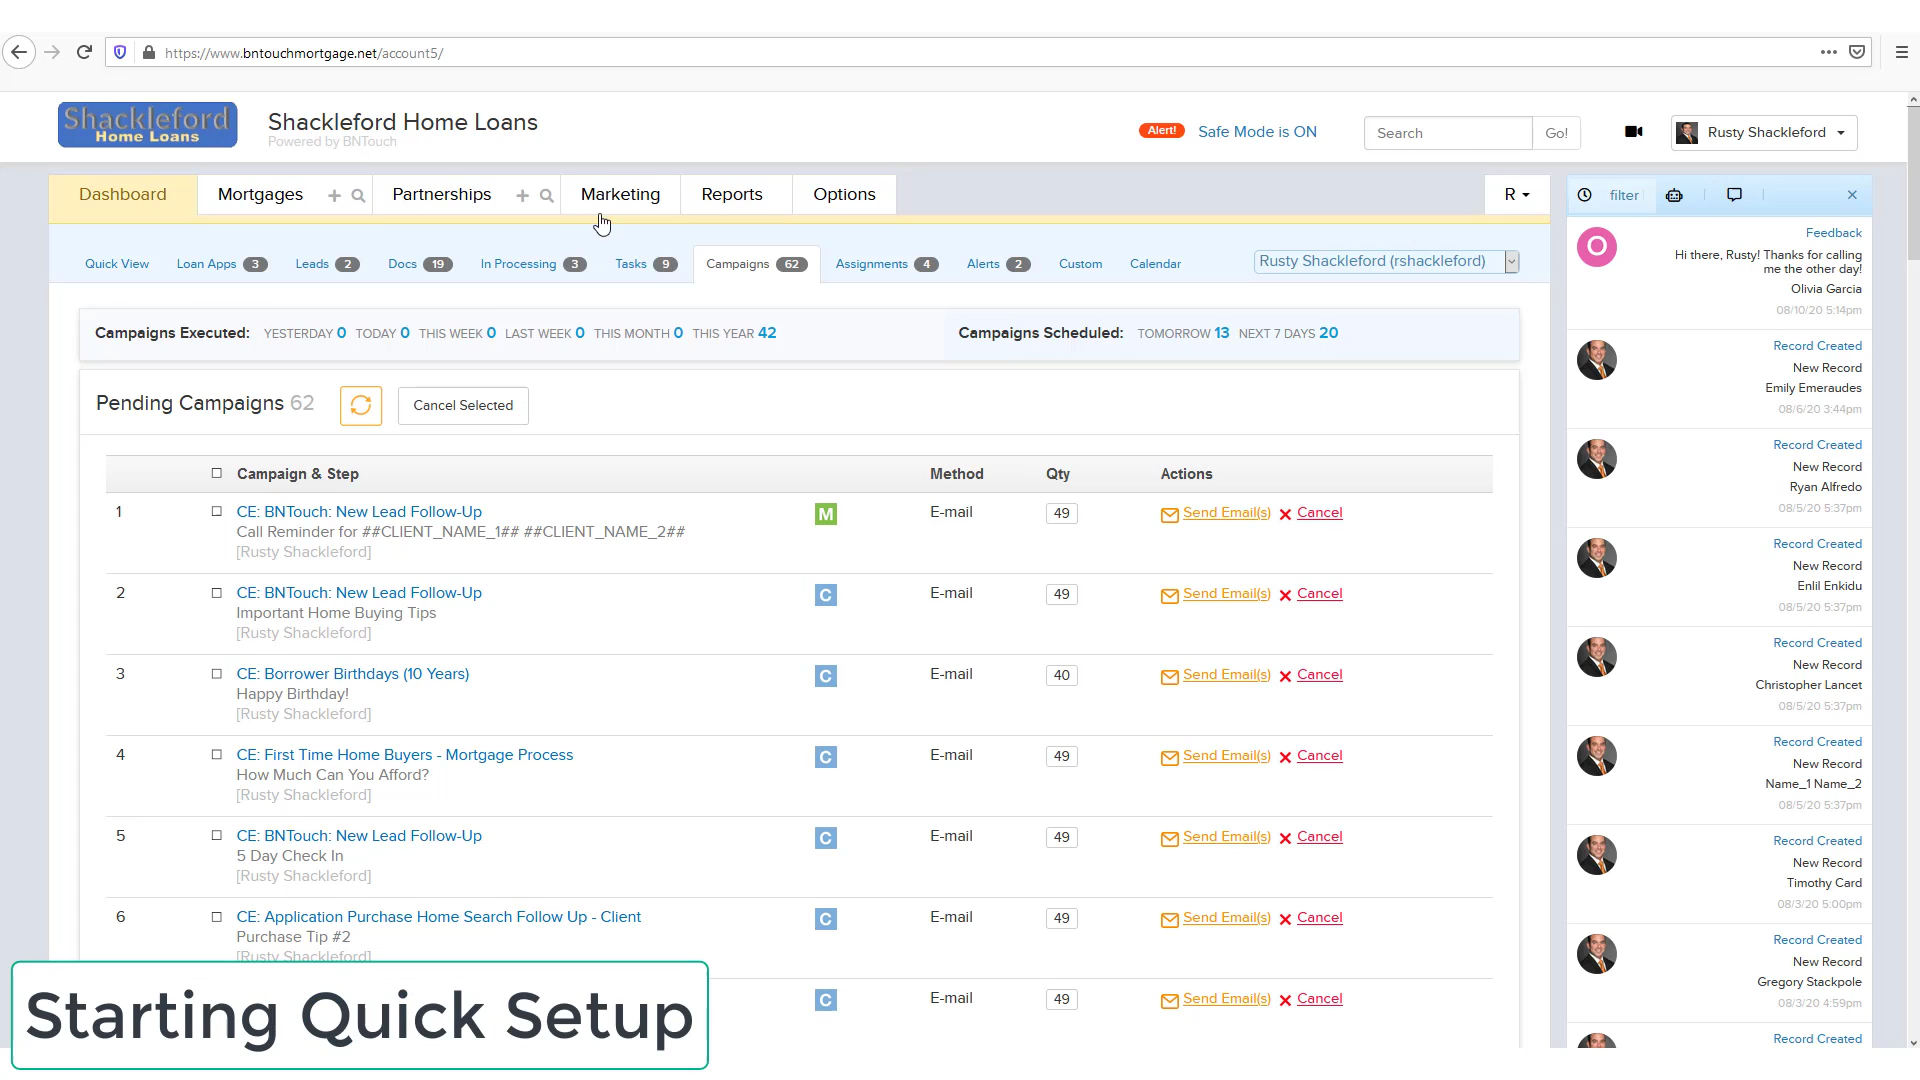 https://www.bntouchmortgage.net/account5/
Shackleford
Home Loans
Shackleford Home Loans
Powered by BNTouch
Alert! Safe Mode is ON
Search Go!
Rusty Shackleford
Dashboard Mortgages Partnerships Marketing Reports Options R
Quick View Loan Apps 3 Leads 2 Docs 19 In Processing 3 Tasks 9 Campaigns 62 Assignments 4 Alerts 2 Custom Calendar Rusty Shackleford (rshackleford)
Campaigns Executed: YESTERDAY 0 TODAY 0 THIS WEEK 0 LAST WEEK 0 THIS MONTH 0 THIS YEAR 42
Campaigns Scheduled: TOMORROW 13 NEXT 7 DAYS 20
Pending Campaigns 62 Cancel Selected
Campaign & Step Method Qty Actions
1 CE: BNTouch: New Lead Follow-Up M E-mail 49 Send Email(s) Cancel
Call Reminder for ##CLIENT_NAME_1## ##CLIENT_NAME_2##
[Rusty Shackleford]
2 CE: BNTouch: New Lead Follow-Up C E-mail 49 Send Email(s) Cancel
Important Home Buying Tips
[Rusty Shackleford]
3 CE: Borrower Birthdays (10 Years) C E-mail 40 Send Email(s) Cancel
Happy Birthday!
[Rusty Shackleford]
4 CE: First Time Home Buyers - Mortgage Process C E-mail 49 Send Email(s) Cancel
How Much Can You Afford?
[Rusty Shackleford]
5 CE: BNTouch: New Lead Follow-Up C E-mail 49 Send Email(s) Cancel
5 Day Check In
[Rusty Shackleford]
6 CE: Application Purchase Home Search Follow Up - Client C E-mail 49 Send Email(s) Cancel
Purchase Tip #2
[Rusty Shackleford]
C E-mail 49 Send Email(s) Cancel
filter
O
Feedback
Hi there, Rusty! Thanks for calling
me the other day!
Olivia Garcia
08/10/20 5:14pm
Record Created
New Record
Emily Emeraudes
08/6/20 3:44pm
Record Created
New Record
Ryan Alfredo
08/5/20 5:37pm
Record Created
New Record
Enlil Enkidu
08/5/20 5:37pm
Record Created
New Record
Christopher Lancet
08/5/20 5:37pm
Record Created
New Record
Name_1 Name_2
08/5/20 5:37pm
Record Created
New Record
Timothy Card
08/3/20 5:00pm
Record Created
New Record
Gregory Stackpole
08/3/20 4:59pm
Record Created
Starting Quick Setup